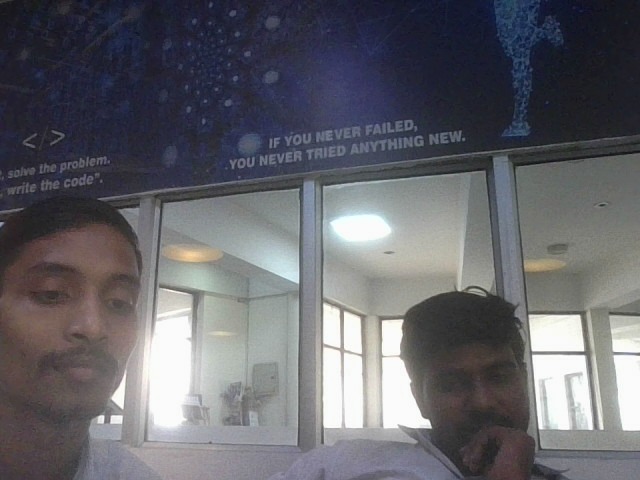 </>
, solve the problem.
, write the code".
IF YOU NEVER FAILED,
YOU NEVER TRIED ANYTHING NEW.